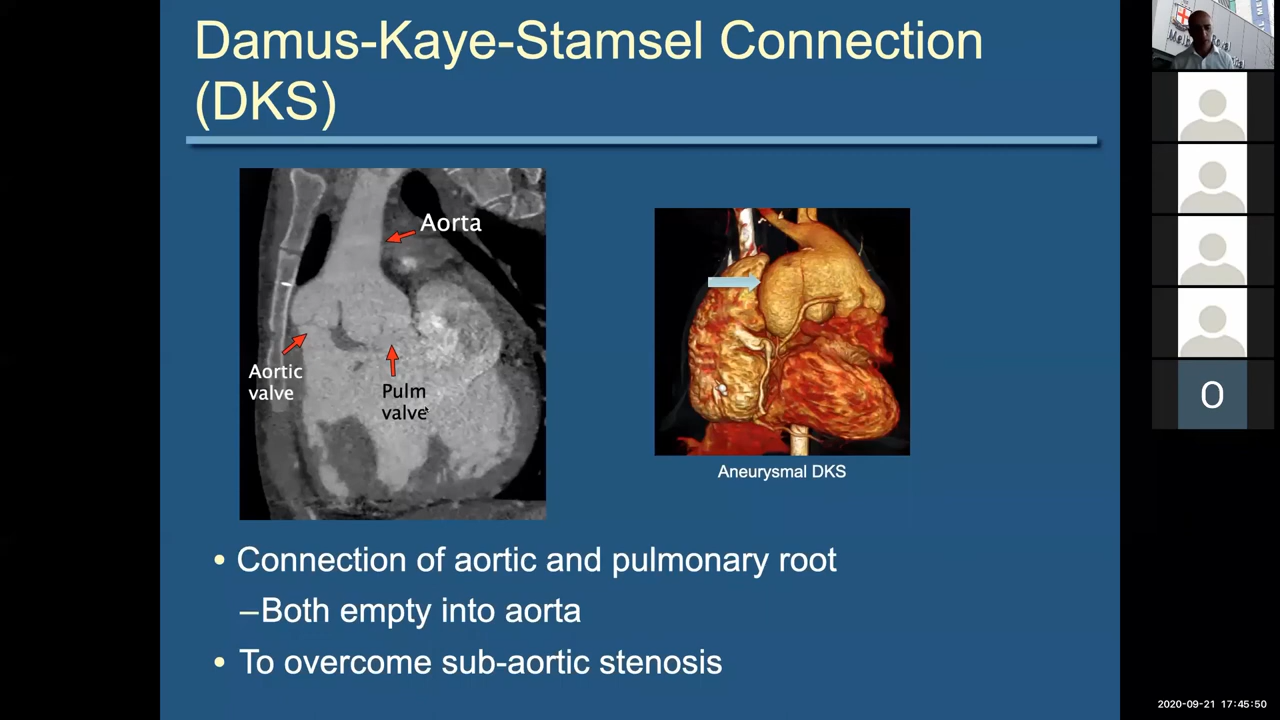 Damus-Kaye-Stamsel Connection
(DKS)
Aorta
Aortic
valve
Pulm
valve
Aneurysmal DKS
• Connection of aortic and pulmonary root
–Both empty into aorta
• To overcome sub-aortic stenosis
O
2020-09-21 17:45:50